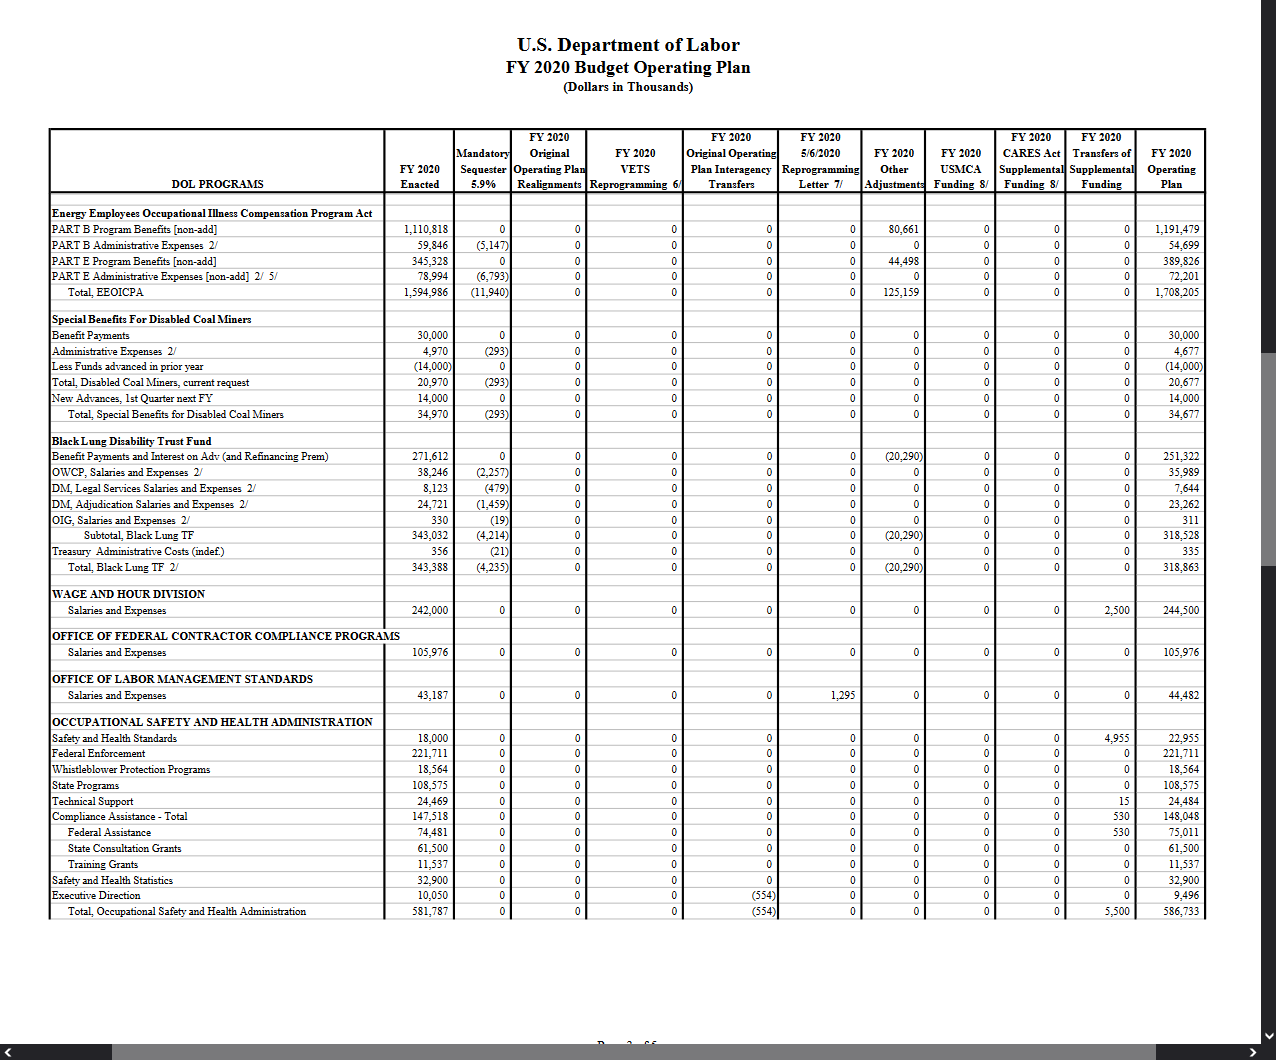 U.S. Department of Labor
FY 2020 Budget Operating Plan
(Dollars in Thousands)
DOL PROGRAMS FY 2020 Enacted Mandatory Sequester 5.9% FY 2020 Original Operating Plan Realignments FY 2020 VETS Reprogramming 6/ FY 2020 Original Operating Plan Interagency Transfers FY 2020 5/6/2020 Reprogramming Letter 7/ FY 2020 Other Adjustments FY 2020 USMCA Funding 8/ FY 2020 CARES Act Supplemental Funding 8/ FY 2020 Transfers of Supplemental Funding FY 2020 Operating Plan
Energy Employees Occupational Illness Compensation Program Act
PART B Program Benefits [non-add] 1,110,818 0 0 0 0 0 80,661 0 0 0 1,191,479
PART B Administrative Expenses 2/ 59,846 (5,147) 0 0 0 0 0 0 0 0 54,699
PART E Program Benefits [non-add] 345,328 0 0 0 0 0 44,498 0 0 0 389,826
PART E Administrative Expenses [non-add] 2/ 5/ 78,994 (6,793) 0 0 0 0 0 0 0 0 72,201
Total, EEOICPA 1,594,986 (11,940) 0 0 0 0 125,159 0 0 0 1,708,205
Special Benefits For Disabled Coal Miners
Benefit Payments 30,000 0 0 0 0 0 0 0 0 0 30,000
Administrative Expenses 2/ 4,970 (293) 0 0 0 0 0 0 0 0 4,677
Less Funds advanced in prior year (14,000) 0 0 0 0 0 0 0 0 0 (14,000)
Total, Disabled Coal Miners, current request 20,970 (293) 0 0 0 0 0 0 0 0 20,677
New Advances, 1st Quarter next FY 14,000 0 0 0 0 0 0 0 0 0 14,000
Total, Special Benefits for Disabled Coal Miners 34,970 (293) 0 0 0 0 0 0 0 0 34,677
Black Lung Disability Trust Fund
Benefit Payments and Interest on Adv (and Refinancing Prem) 271,612 0 0 0 0 0 (20,290) 0 0 0 251,322
OWCP, Salaries and Expenses 2/ 38,246 (2,257) 0 0 0 0 0 0 0 0 35,989
DM, Legal Services Salaries and Expenses 2/ 8,123 (479) 0 0 0 0 0 0 0 0 7,644
DM, Adjudication Salaries and Expenses 2/ 24,721 (1,459) 0 0 0 0 0 0 0 0 23,262
OIG, Salaries and Expenses 2/ 330 (19) 0 0 0 0 0 0 0 0 311
Subtotal, Black Lung TF 343,032 (4,214) 0 0 0 0 (20,290) 0 0 0 318,528
Treasury Administrative Costs (indef.) 356 (21) 0 0 0 0 0 0 0 0 335
Total, Black Lung TF 2/ 343,388 (4,235) 0 0 0 0 (20,290) 0 0 0 318,863
WAGE AND HOUR DIVISION
Salaries and Expenses 242,000 0 0 0 0 0 0 0 0 2,500 244,500
OFFICE OF FEDERAL CONTRACTOR COMPLIANCE PROGRAMS
Salaries and Expenses 105,976 0 0 0 0 0 0 0 0 0 105,976
OFFICE OF LABOR MANAGEMENT STANDARDS
Salaries and Expenses 43,187 0 0 0 0 1,295 0 0 0 0 44,482
OCCUPATIONAL SAFETY AND HEALTH ADMINISTRATION
Safety and Health Standards 18,000 0 0 0 0 0 0 0 0 4,955 22,955
Federal Enforcement 221,711 0 0 0 0 0 0 0 0 0 221,711
Whistleblower Protection Programs 18,564 0 0 0 0 0 0 0 0 0 18,564
State Programs 108,575 0 0 0 0 0 0 0 0 0 108,575
Technical Support 24,469 0 0 0 0 0 0 0 0 15 24,484
Compliance Assistance - Total 147,518 0 0 0 0 0 0 0 0 530 148,048
Federal Assistance 74,481 0 0 0 0 0 0 0 0 530 75,011
State Consultation Grants 61,500 0 0 0 0 0 0 0 0 0 61,500
Training Grants 11,537 0 0 0 0 0 0 0 0 0 11,537
Safety and Health Statistics 32,900 0 0 0 0 0 0 0 0 0 32,900
Executive Direction 10,050 0 0 0 (554) 0 0 0 0 0 9,496
Total, Occupational Safety and Health Administration 581,787 0 0 0 (554) 0 0 0 0 5,500 586,733